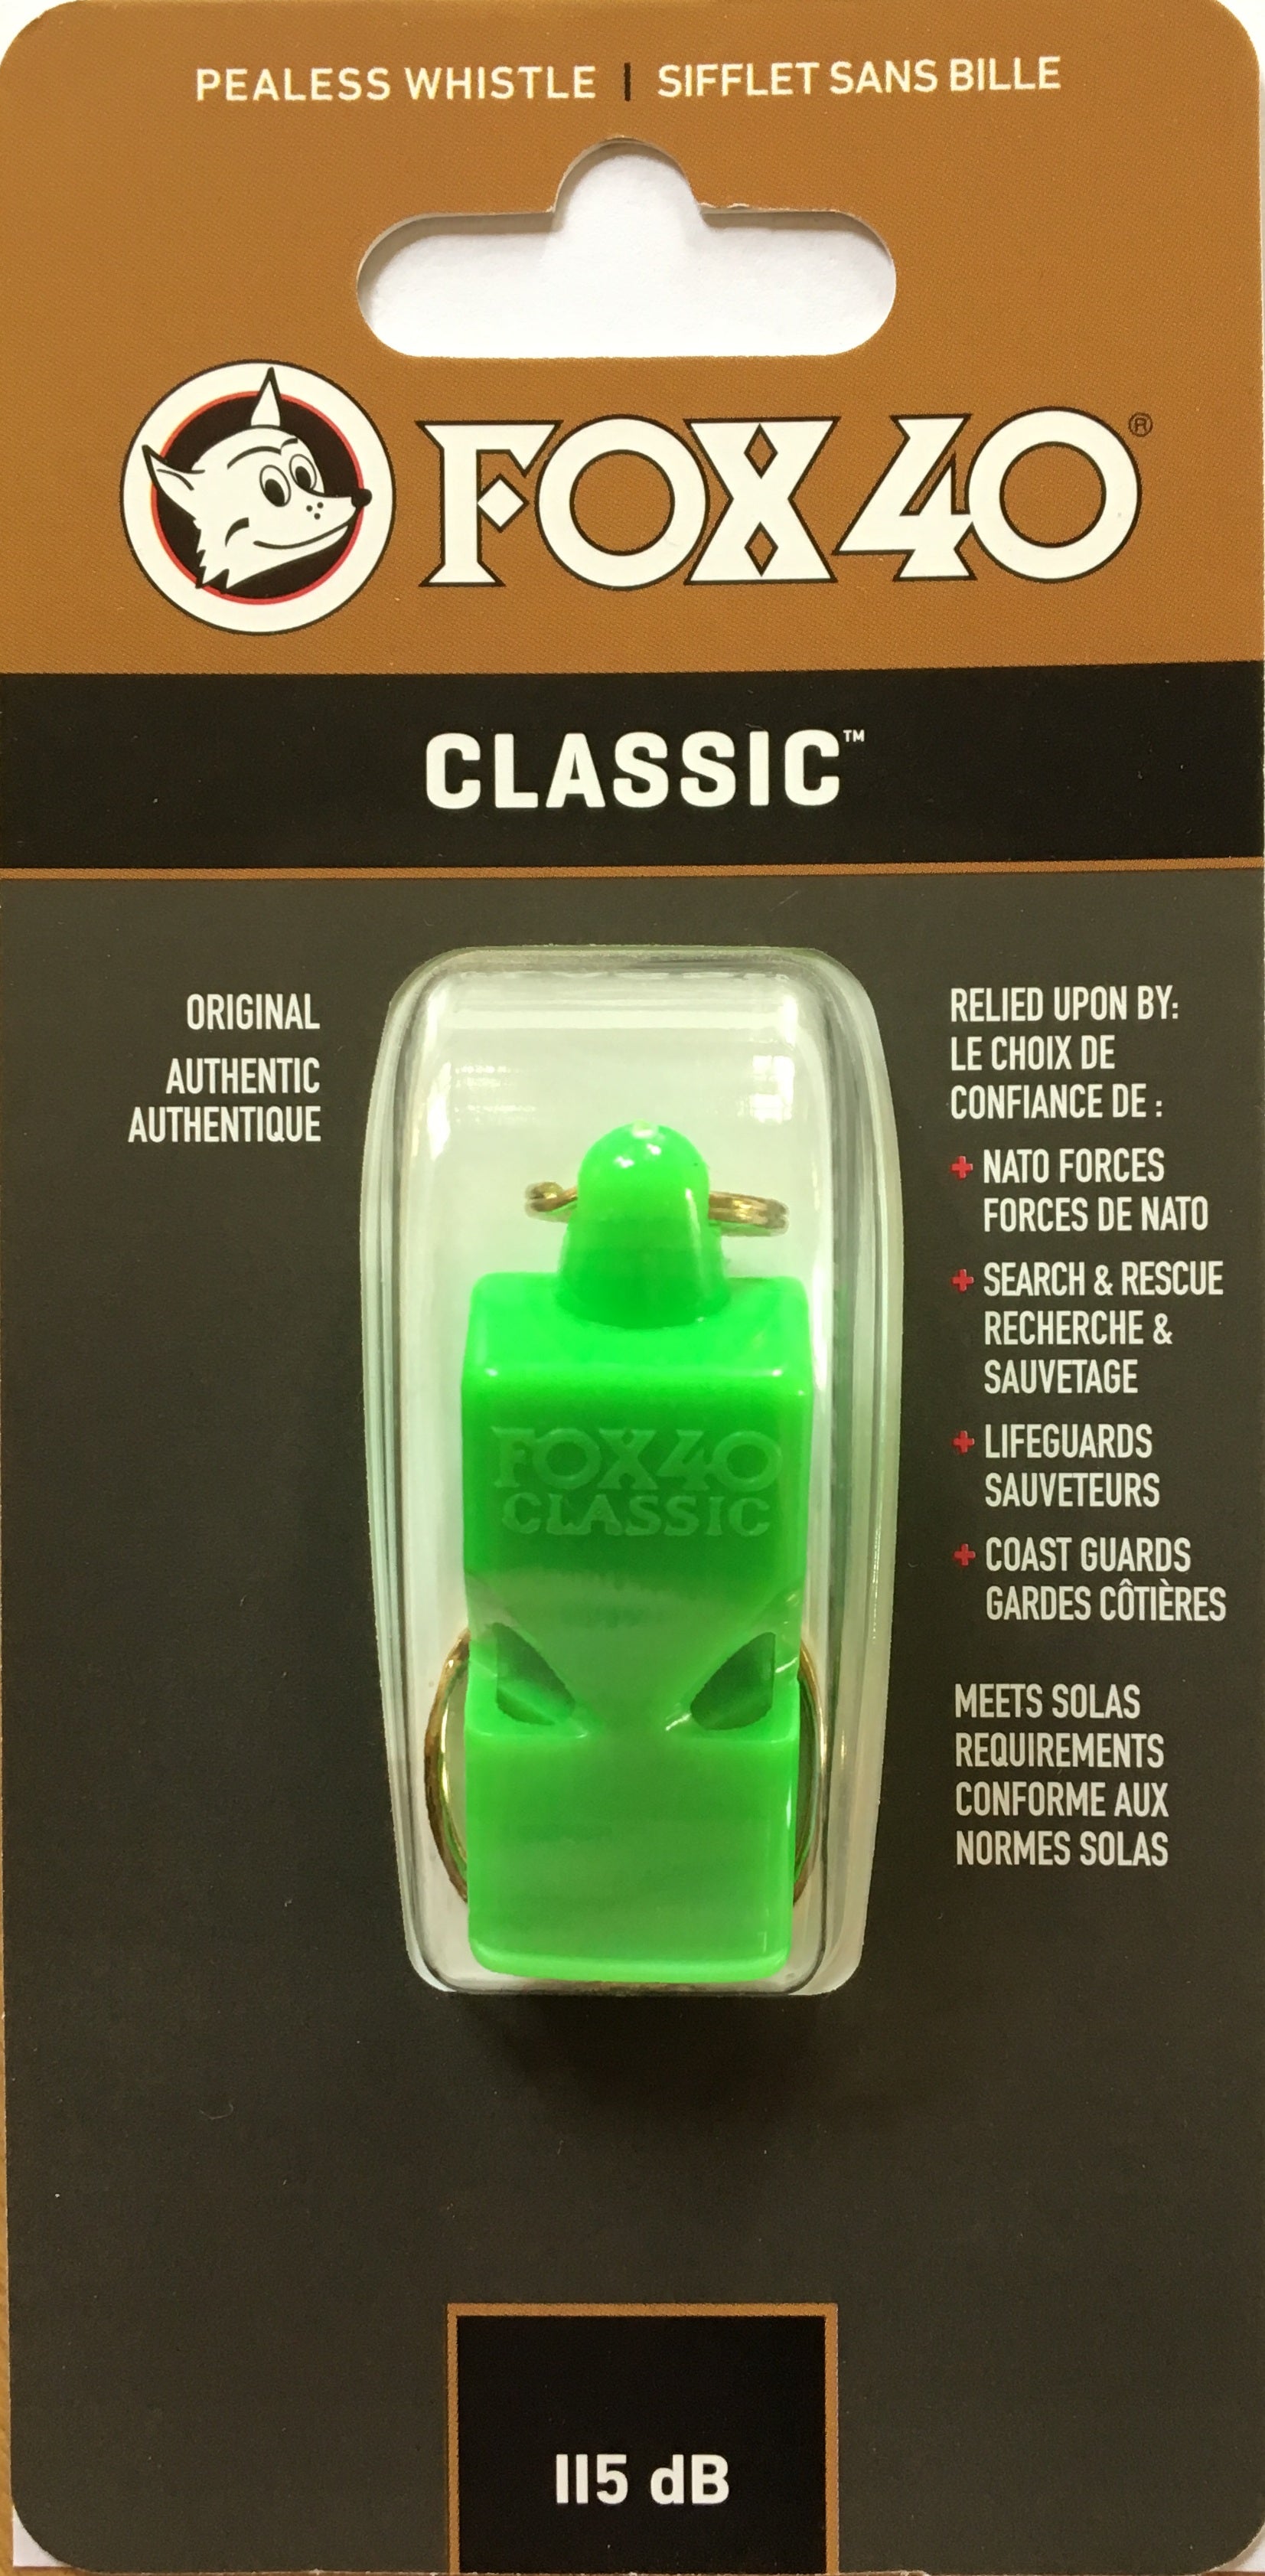 PEALESS WHISTLE | SIFFLET SANS BILLE
FOX 40®
CLASSIC™
ORIGINAL
AUTHENTIC
AUTHENTIQUE
FOX 40
CLASSIC
RELIED UPON BY:
LE CHOIX DE
CONFIANCE DE :
+ NATO FORCES
FORCES DE NATO
+ SEARCH & RESCUE
RECHERCHE &
SAUVETAGE
+ LIFEGUARDS
SAUVETEURS
+ COAST GUARDS
GARDES CÔTIÈRES
MEETS SOLAS
REQUIREMENTS
CONFORME AUX
NORMES SOLAS
115 dB